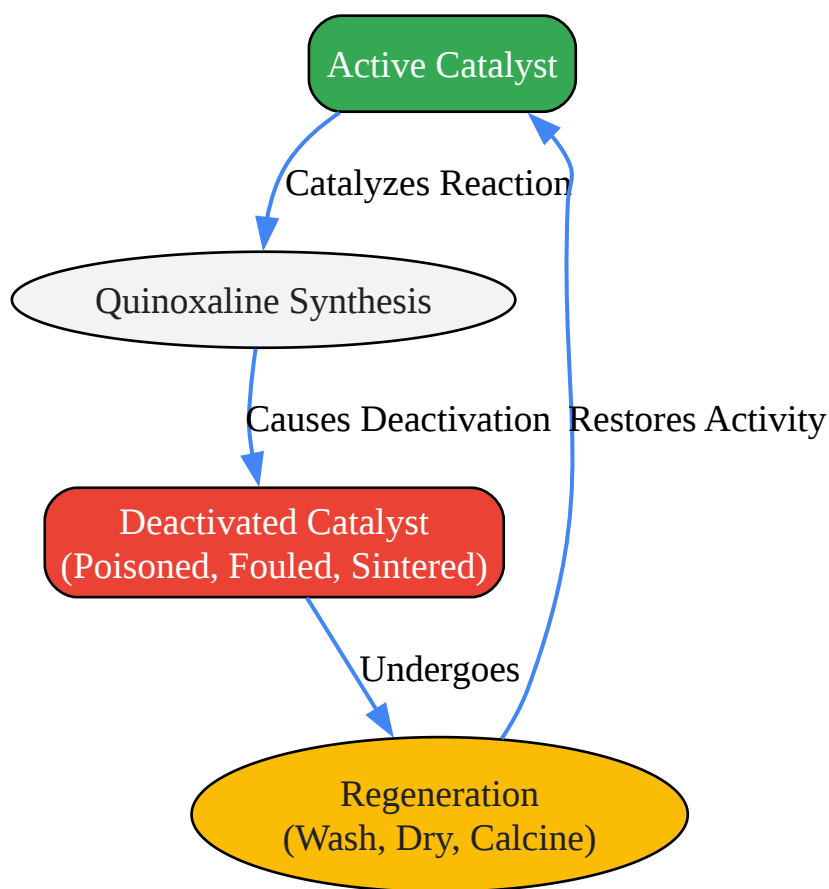 Active Catalyst
Catalyzes Reaction
Quinoxaline Synthesis
Causes Deactivation
Restores Activity
Deactivated Catalyst
(Poisoned, Fouled, Sintered)
Undergoes
Regeneration
(Wash, Dry, Calcine)